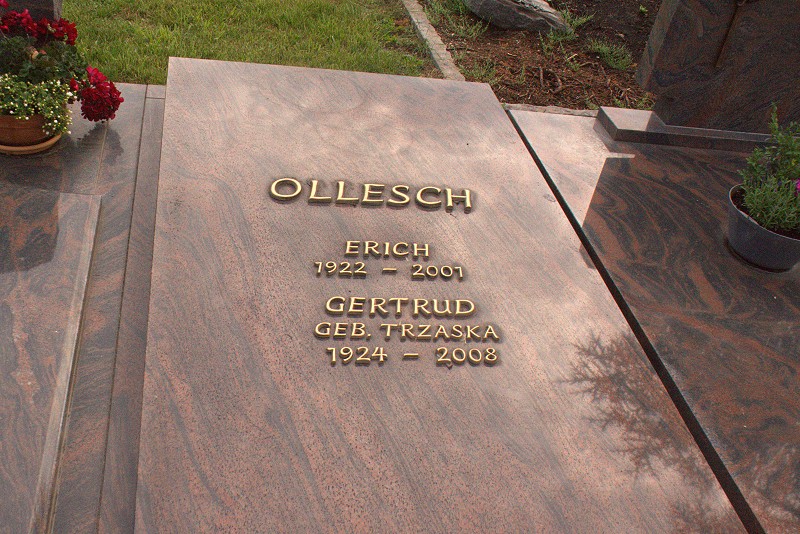 OLLESCH
ERICH
1922 – 2001
GERTRUD
GEB. TRZASKA
1924 – 2008